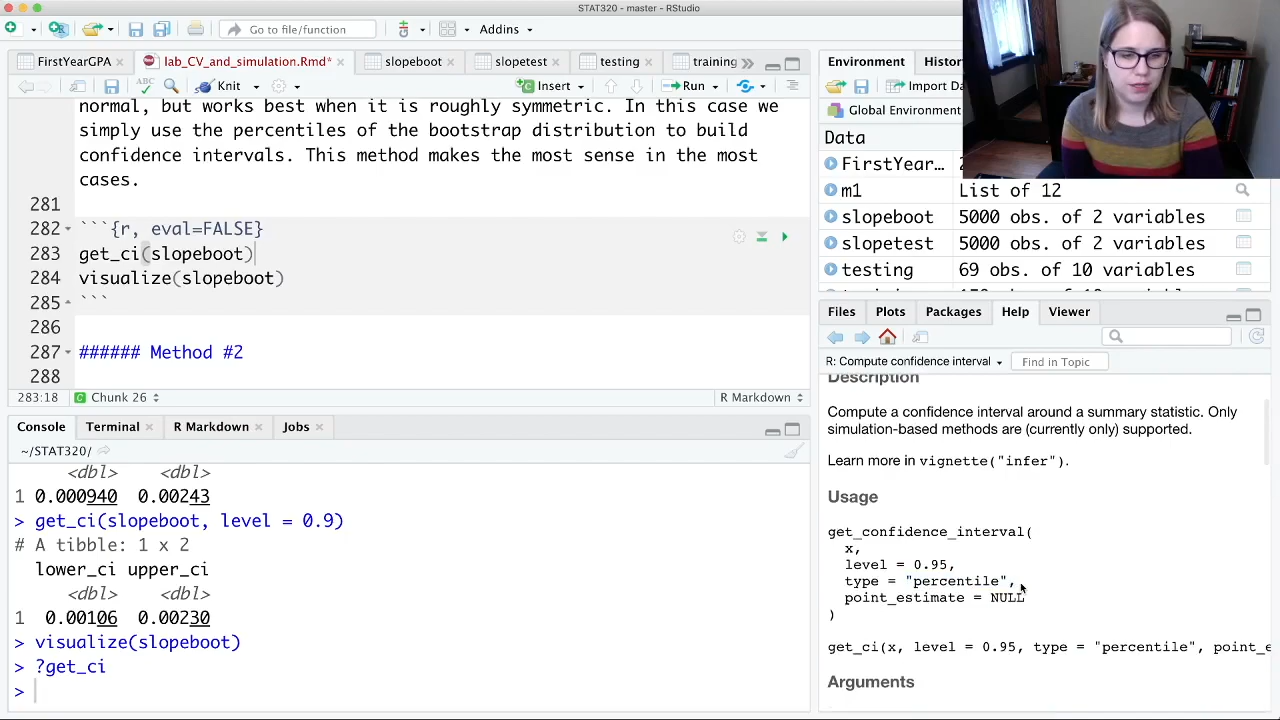 STAT320 - master - RStudio
Go to file/function
Addins
FirstYearGPA
lab_CV_and_simulation.Rmd*
slopeboot
slopetest
testing
training
ABC
Knit
Insert
Run
normal, but works best when it is roughly symmetric. In this case we
simply use the percentiles of the bootstrap distribution to build
confidence intervals. This method makes the most sense in the most
cases.
281
282 ```{r, eval=FALSE}
283 get_ci(slopeboot)
284 visualize(slopeboot)
285 ```
286
287 ###### Method #2
288
283:18 Chunk 26 R Markdown
Console Terminal R Markdown Jobs
~/STAT320/
<dbl> <dbl>
1 0.000940 0.00243
> get_ci(slopeboot, level = 0.9)
# A tibble: 1 x 2
lower_ci upper_ci
<dbl> <dbl>
1 0.00106 0.00230
> visualize(slopeboot)
> ?get_ci
>
Environment Histor
Import Da
Global Environment
Data
FirstYear…
m1 List of 12
slopeboot 5000 obs. of 2 variables
slopetest 5000 obs. of 2 variables
testing 69 obs. of 10 variables
Files Plots Packages Help Viewer
R: Compute confidence interval Find in Topic
Description
Compute a confidence interval around a summary statistic. Only
simulation-based methods are (currently only) supported.
Learn more in vignette("infer").
Usage
get_confidence_interval(
x,
level = 0.95,
type = "percentile",
point_estimate = NULL
)
get_ci(x, level = 0.95, type = "percentile", point_e
Arguments